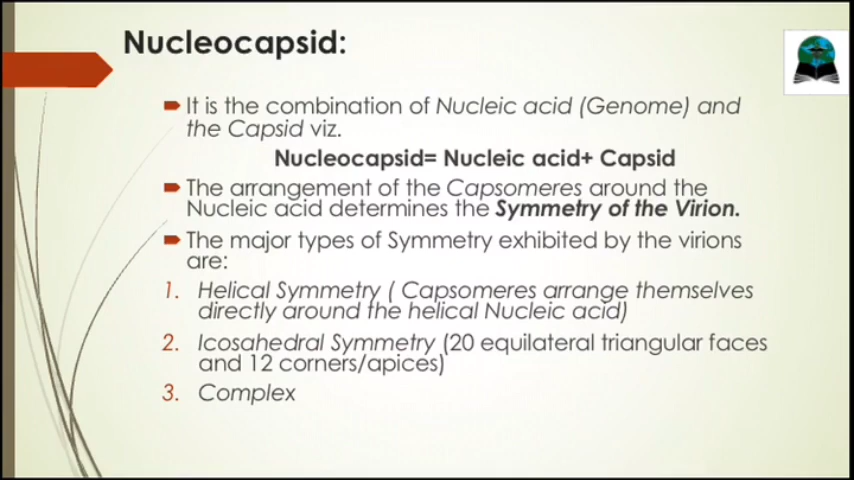 Nucleocapsid:
It is the combination of Nucleic acid (Genome) and
the Capsid viz.
Nucleocapsid= Nucleic acid+ Capsid
The arrangement of the Capsomeres around the
Nucleic acid determines the Symmetry of the Virion.
The major types of Symmetry exhibited by the virions
are:
1. Helical Symmetry ( Capsomeres arrange themselves
directly around the helical Nucleic acid)
2. Icosahedral Symmetry (20 equilateral triangular faces
and 12 corners/apices)
3. Complex